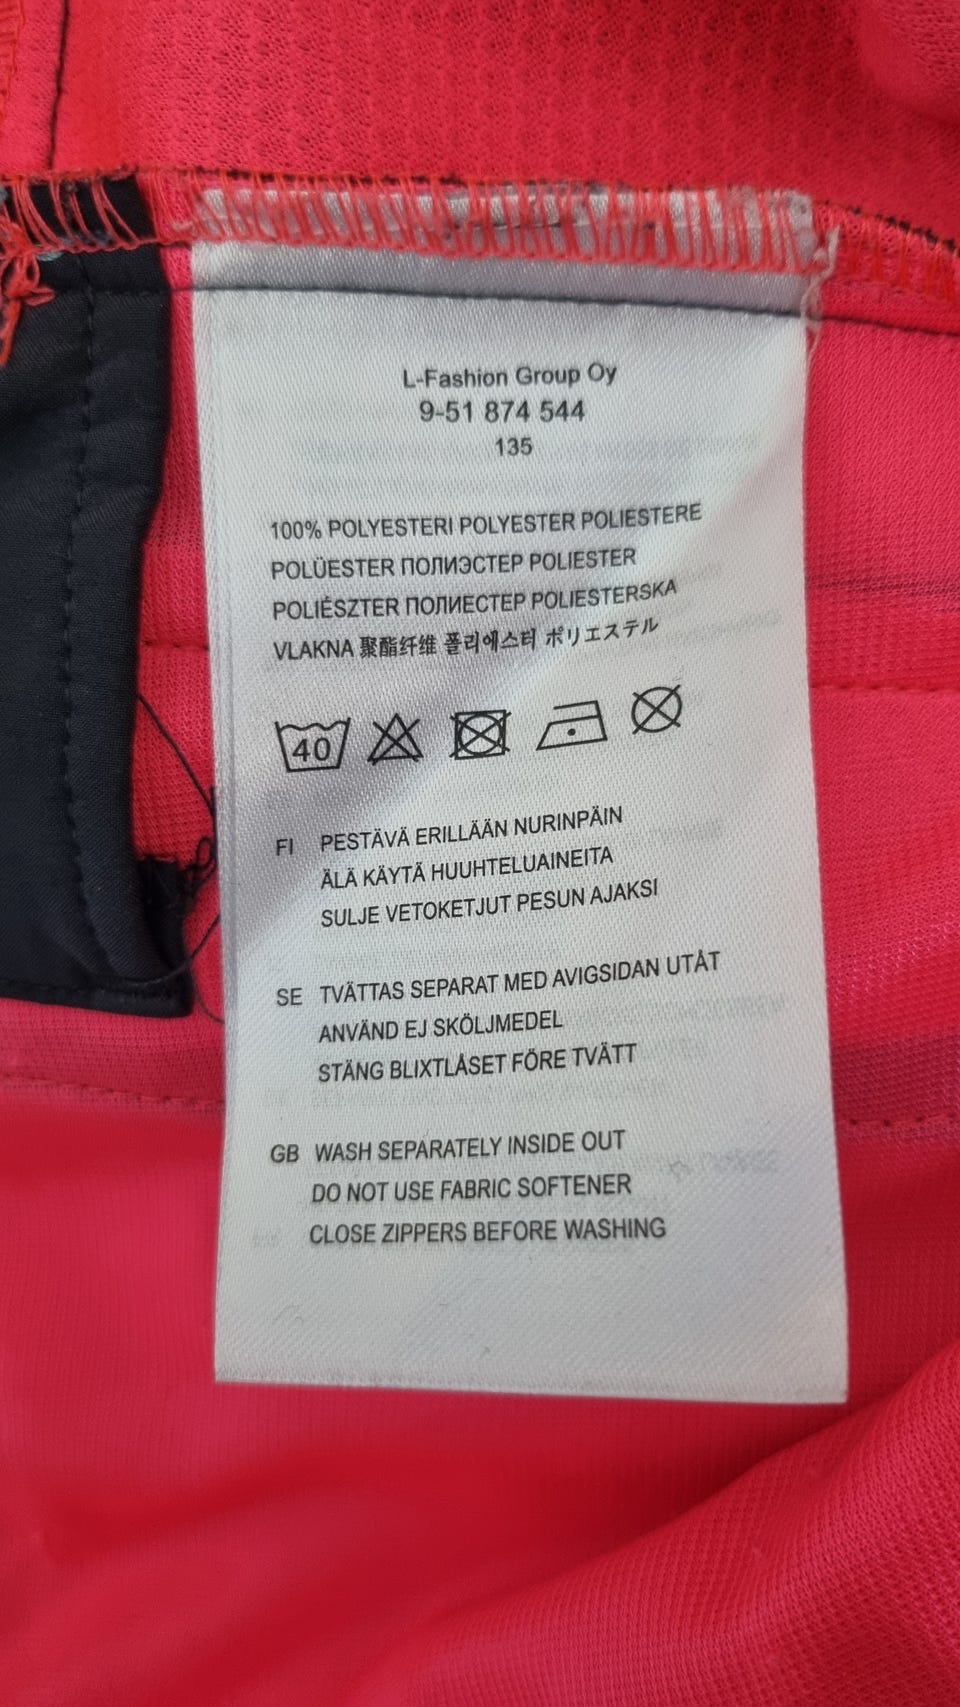 L-Fashion Group Oy
9-51 874 544
135
100% POLYESTERI POLYESTER POLIESTERE
POLÜESTER ПОЛИЭСТЕР POLIESTER
POLIÉSZTER ПОЛИЕСТЕР POLIESTERSKA
VLAKNA 聚酯纤维 폴리에스터 ポリエステル
40
FI PESTÄVÄ ERILLÄÄN NURINPÄIN
ÄLÄ KÄYTÄ HUUHTELUAINEITA
SULJE VETOKETJUT PESUN AJAKSI
SE TVÄTTAS SEPARAT MED AVIGSIDAN UTÅT
ANVÄND EJ SKÖLJMEDEL
STÄNG BLIXTLÅSET FÖRE TVÄTT
GB WASH SEPARATELY INSIDE OUT
DO NOT USE FABRIC SOFTENER
CLOSE ZIPPERS BEFORE WASHING